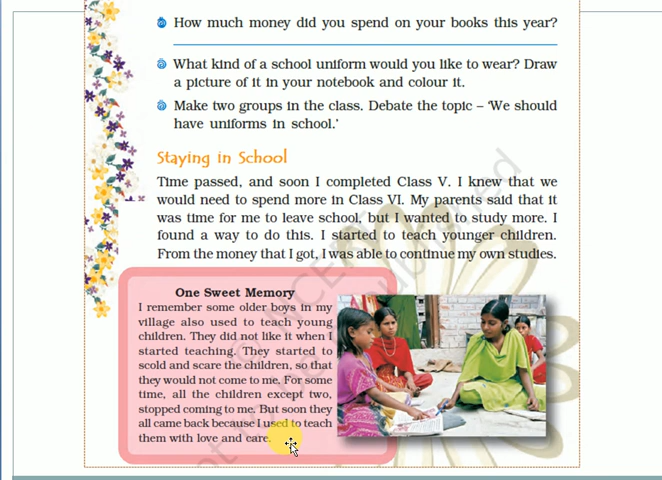 How much money did you spend on your books this year?
What kind of a school uniform would you like to wear? Draw
a picture of it in your notebook and colour it.
Make two groups in the class. Debate the topic – 'We should
have uniforms in school.'
Staying in School
Time passed, and soon I completed Class V. I knew that we
would need to spend more in Class VI. My parents said that it
was time for me to leave school, but I wanted to study more. I
found a way to do this. I started to teach younger children.
From the money that I got, I was able to continue my own studies.
One Sweet Memory
I remember some older boys in my
village also used to teach young
children. They did not like it when I
started teaching. They started to
scold and scare the children, so that
they would not come to me. For some
time, all the children except two,
stopped coming to me. But soon they
all came back because I used to teach
them with love and care.